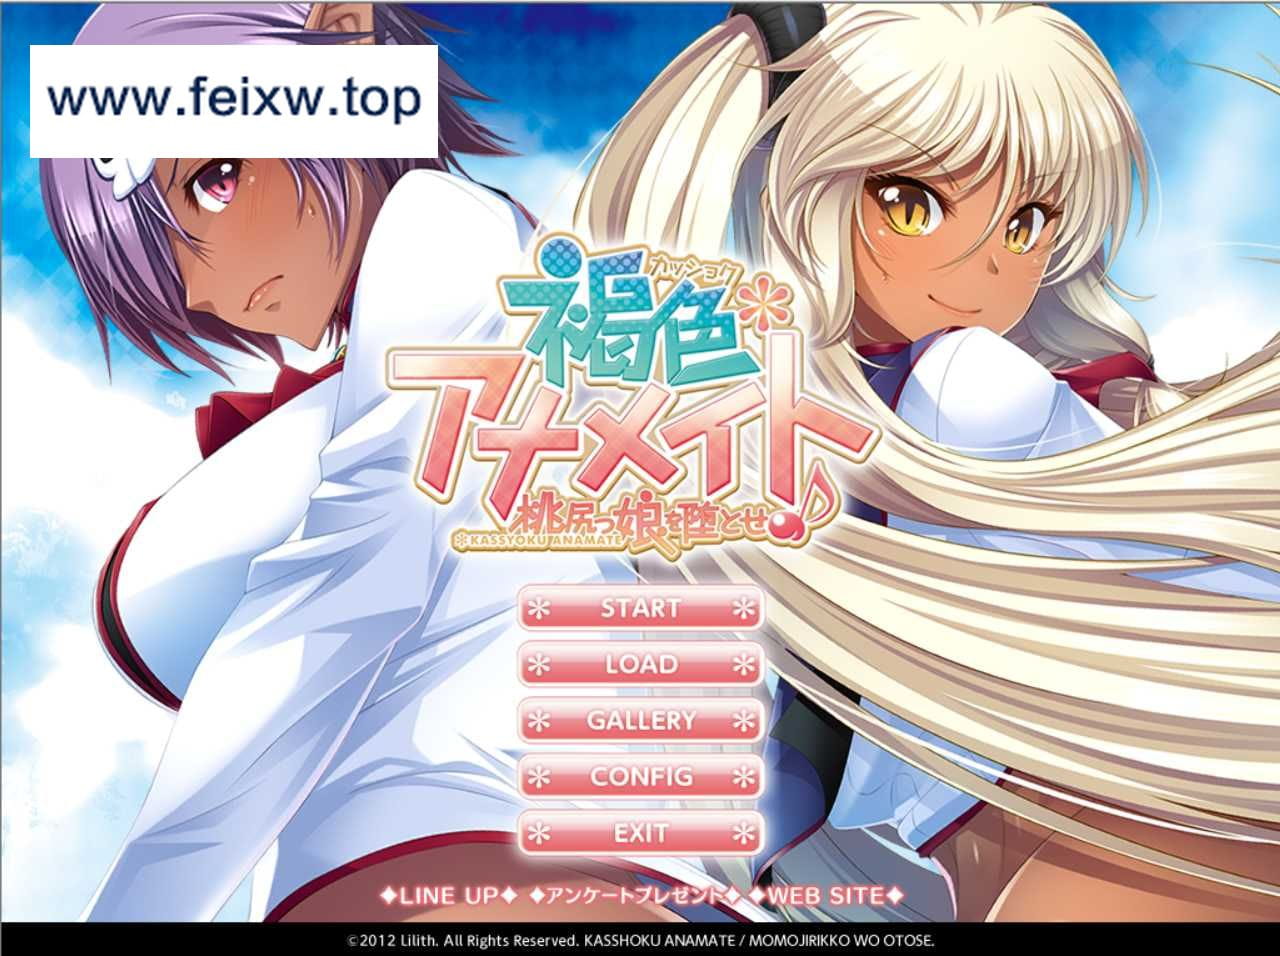 www.feixw.top
カッショク
褐色*
アナメイト
桃尻っ娘を堕とせ♪
*KASSYOKU ANAMATE
* START *
* LOAD *
* GALLERY *
* CONFIG *
* EXIT *
◆LINE UP◆ ◆アンケートプレゼント◆ ◆WEB SITE◆
©2012 Lilith. All Rights Reserved. KASSHOKU ANAMATE / MOMOJIRIKKO WO OTOSE.